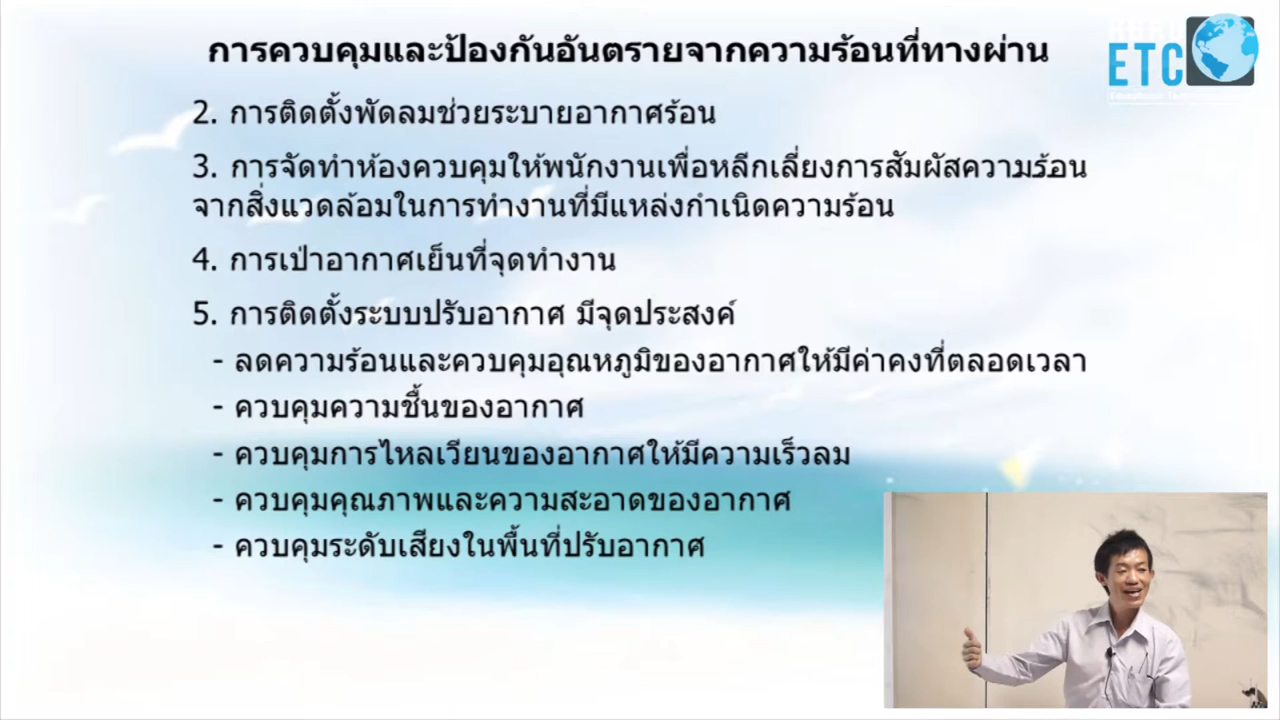 การควบคุมและป้องกันอันตรายจากความร้อนที่ทางผ่าน
ETC
2. การติดตั้งพัดลมช่วยระบายอากาศร้อน
3. การจัดทำห้องควบคุมให้พนักงานเพื่อหลีกเลี่ยงการสัมผัสความร้อน
จากสิ่งแวดล้อมในการทำงานที่มีแหล่งกำเนิดความร้อน
4. การเป่าอากาศเย็นที่จุดทำงาน
5. การติดตั้งระบบปรับอากาศ มีจุดประสงค์
- ลดความร้อนและควบคุมอุณหภูมิของอากาศให้มีค่าคงที่ตลอดเวลา
- ควบคุมความชื้นของอากาศ
- ควบคุมการไหลเวียนของอากาศให้มีความเร็วลม
- ควบคุมคุณภาพและความสะอาดของอากาศ
- ควบคุมระดับเสียงในพื้นที่ปรับอากาศ